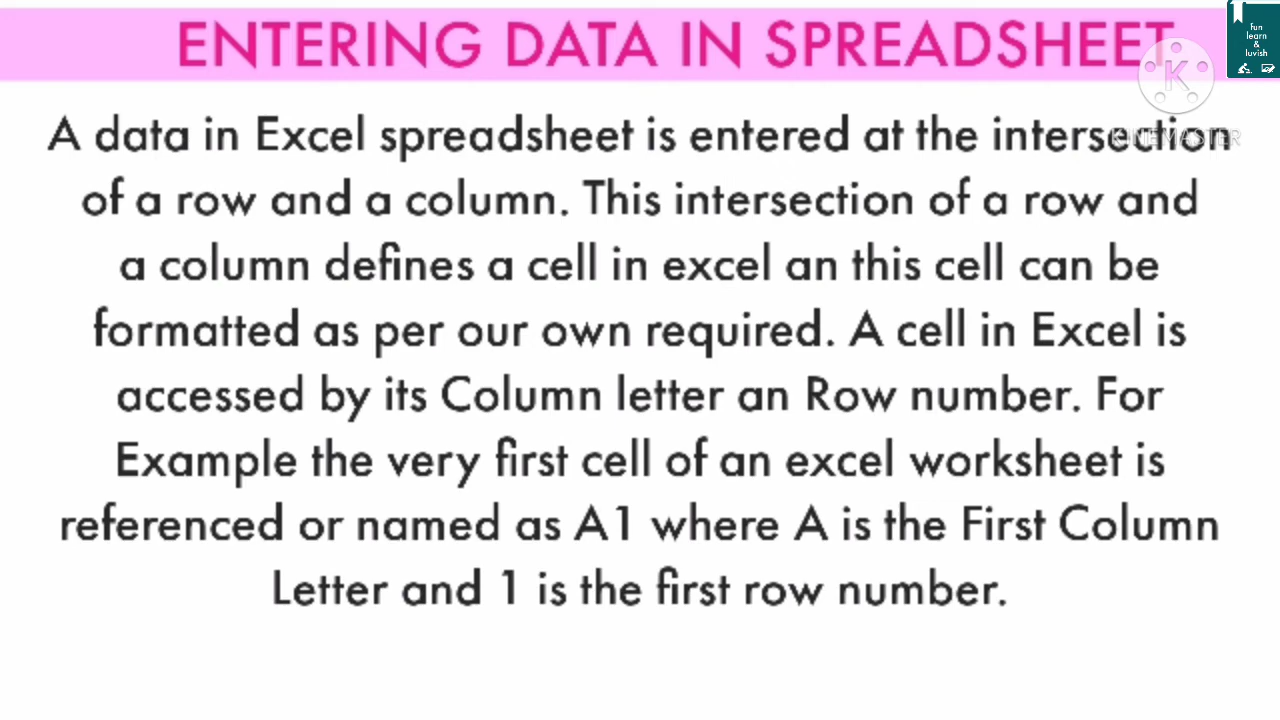 ENTERING DATA IN SPREADSHEET
fun
learn
&
luvish
K
KINEMASTER
A data in Excel spreadsheet is entered at the intersection
of a row and a column. This intersection of a row and
a column defines a cell in excel an this cell can be
formatted as per our own required. A cell in Excel is
accessed by its Column letter an Row number. For
Example the very first cell of an excel worksheet is
referenced or named as A1 where A is the First Column
Letter and 1 is the first row number.